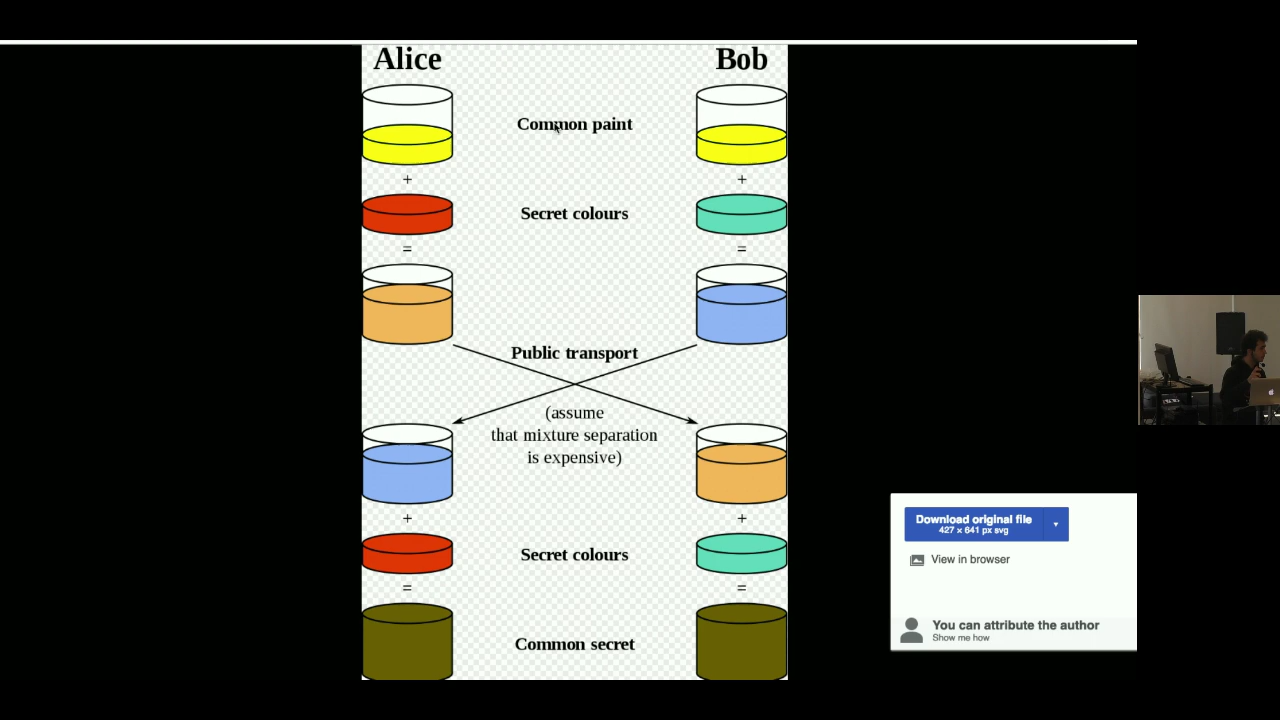 Alice
Bob
Common paint
+
+
Secret colours
=
=
Public transport
(assume
that mixture separation
is expensive)
+
+
Secret colours
=
=
Common secret
Download original file
427 × 641 px svg
View in browser
You can attribute the author
Show me how